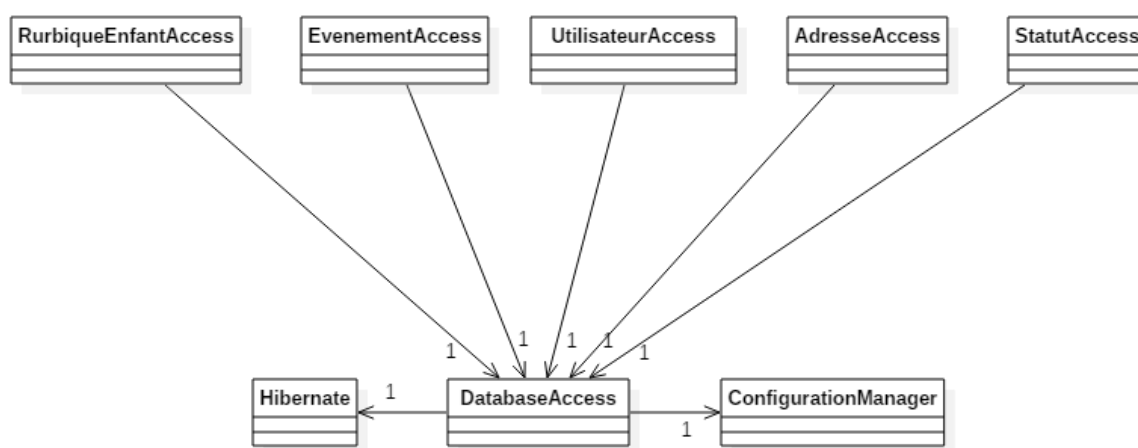 RurbiqueEnfantAccess
EvenementAccess
UtilisateurAccess
AdresseAccess
StatutAccess
1
1
1
1
1
Hibernate
1
DatabaseAccess
1
ConfigurationManager